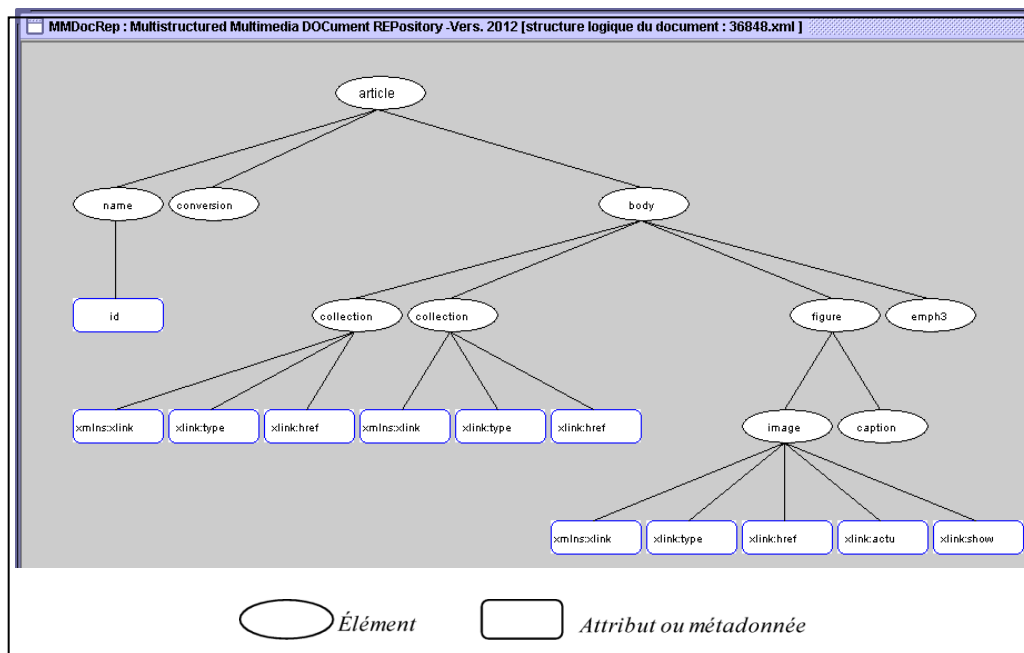 MMDocRep : Multistructured Multimedia DOCument REPository -Vers. 2012 [structure logique du document : 36848.xml ]
article
name conversion body
id collection collection figure emph3
xmlns:xlink xlink:type xlink:href xmlns:xlink xlink:type xlink:href image caption
xmlns:xlink xlink:type xlink:href xlink:actu xlink:show
Élément Attribut ou métadonnée